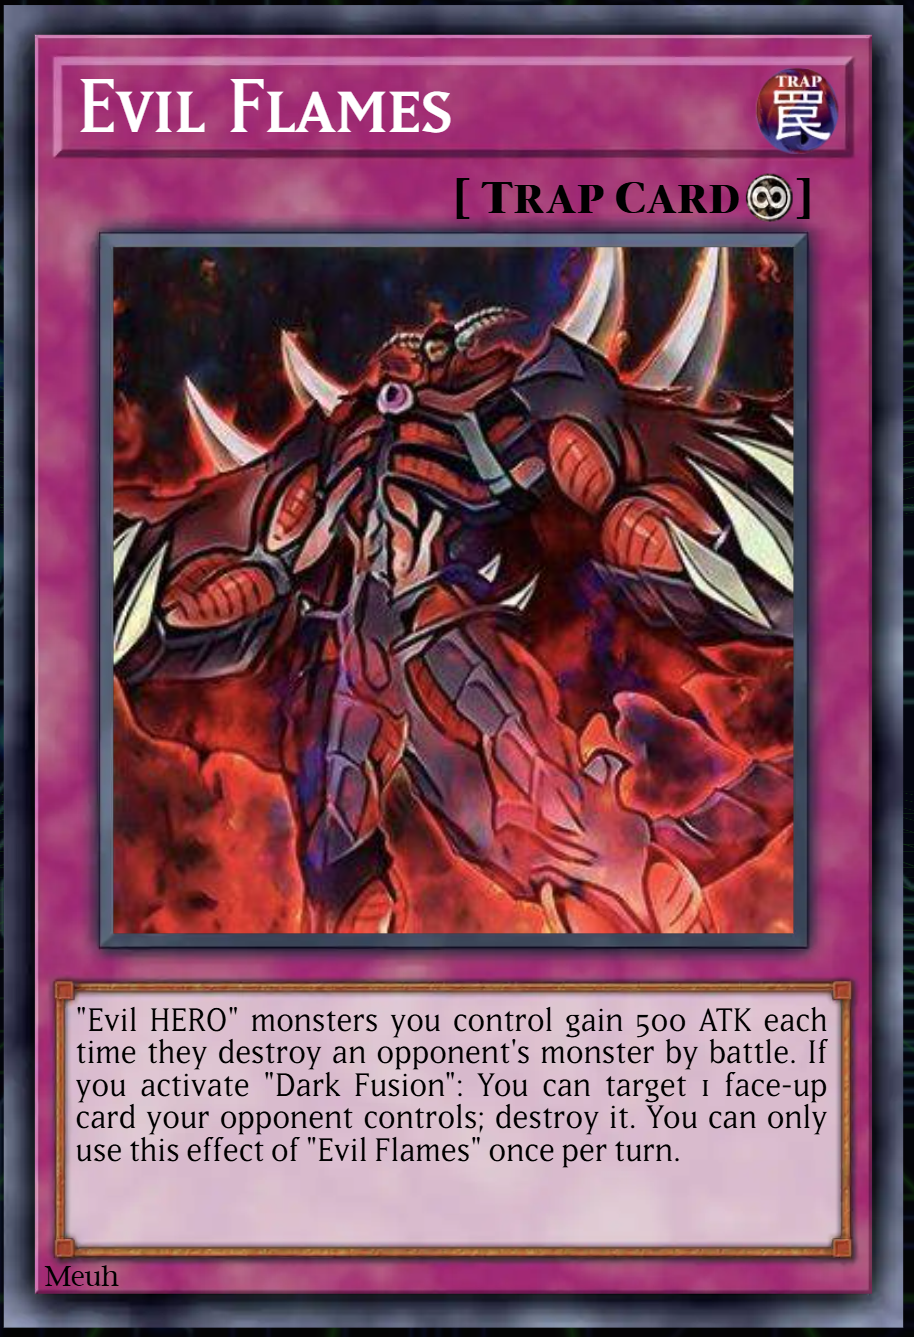 Evil Flames
TRAP
罠
[ Trap Card ]
"Evil HERO" monsters you control gain 500 ATK each
time they destroy an opponent's monster by battle. If
you activate "Dark Fusion": You can target 1 face-up
card your opponent controls; destroy it. You can only
use this effect of "Evil Flames" once per turn.
Meuh